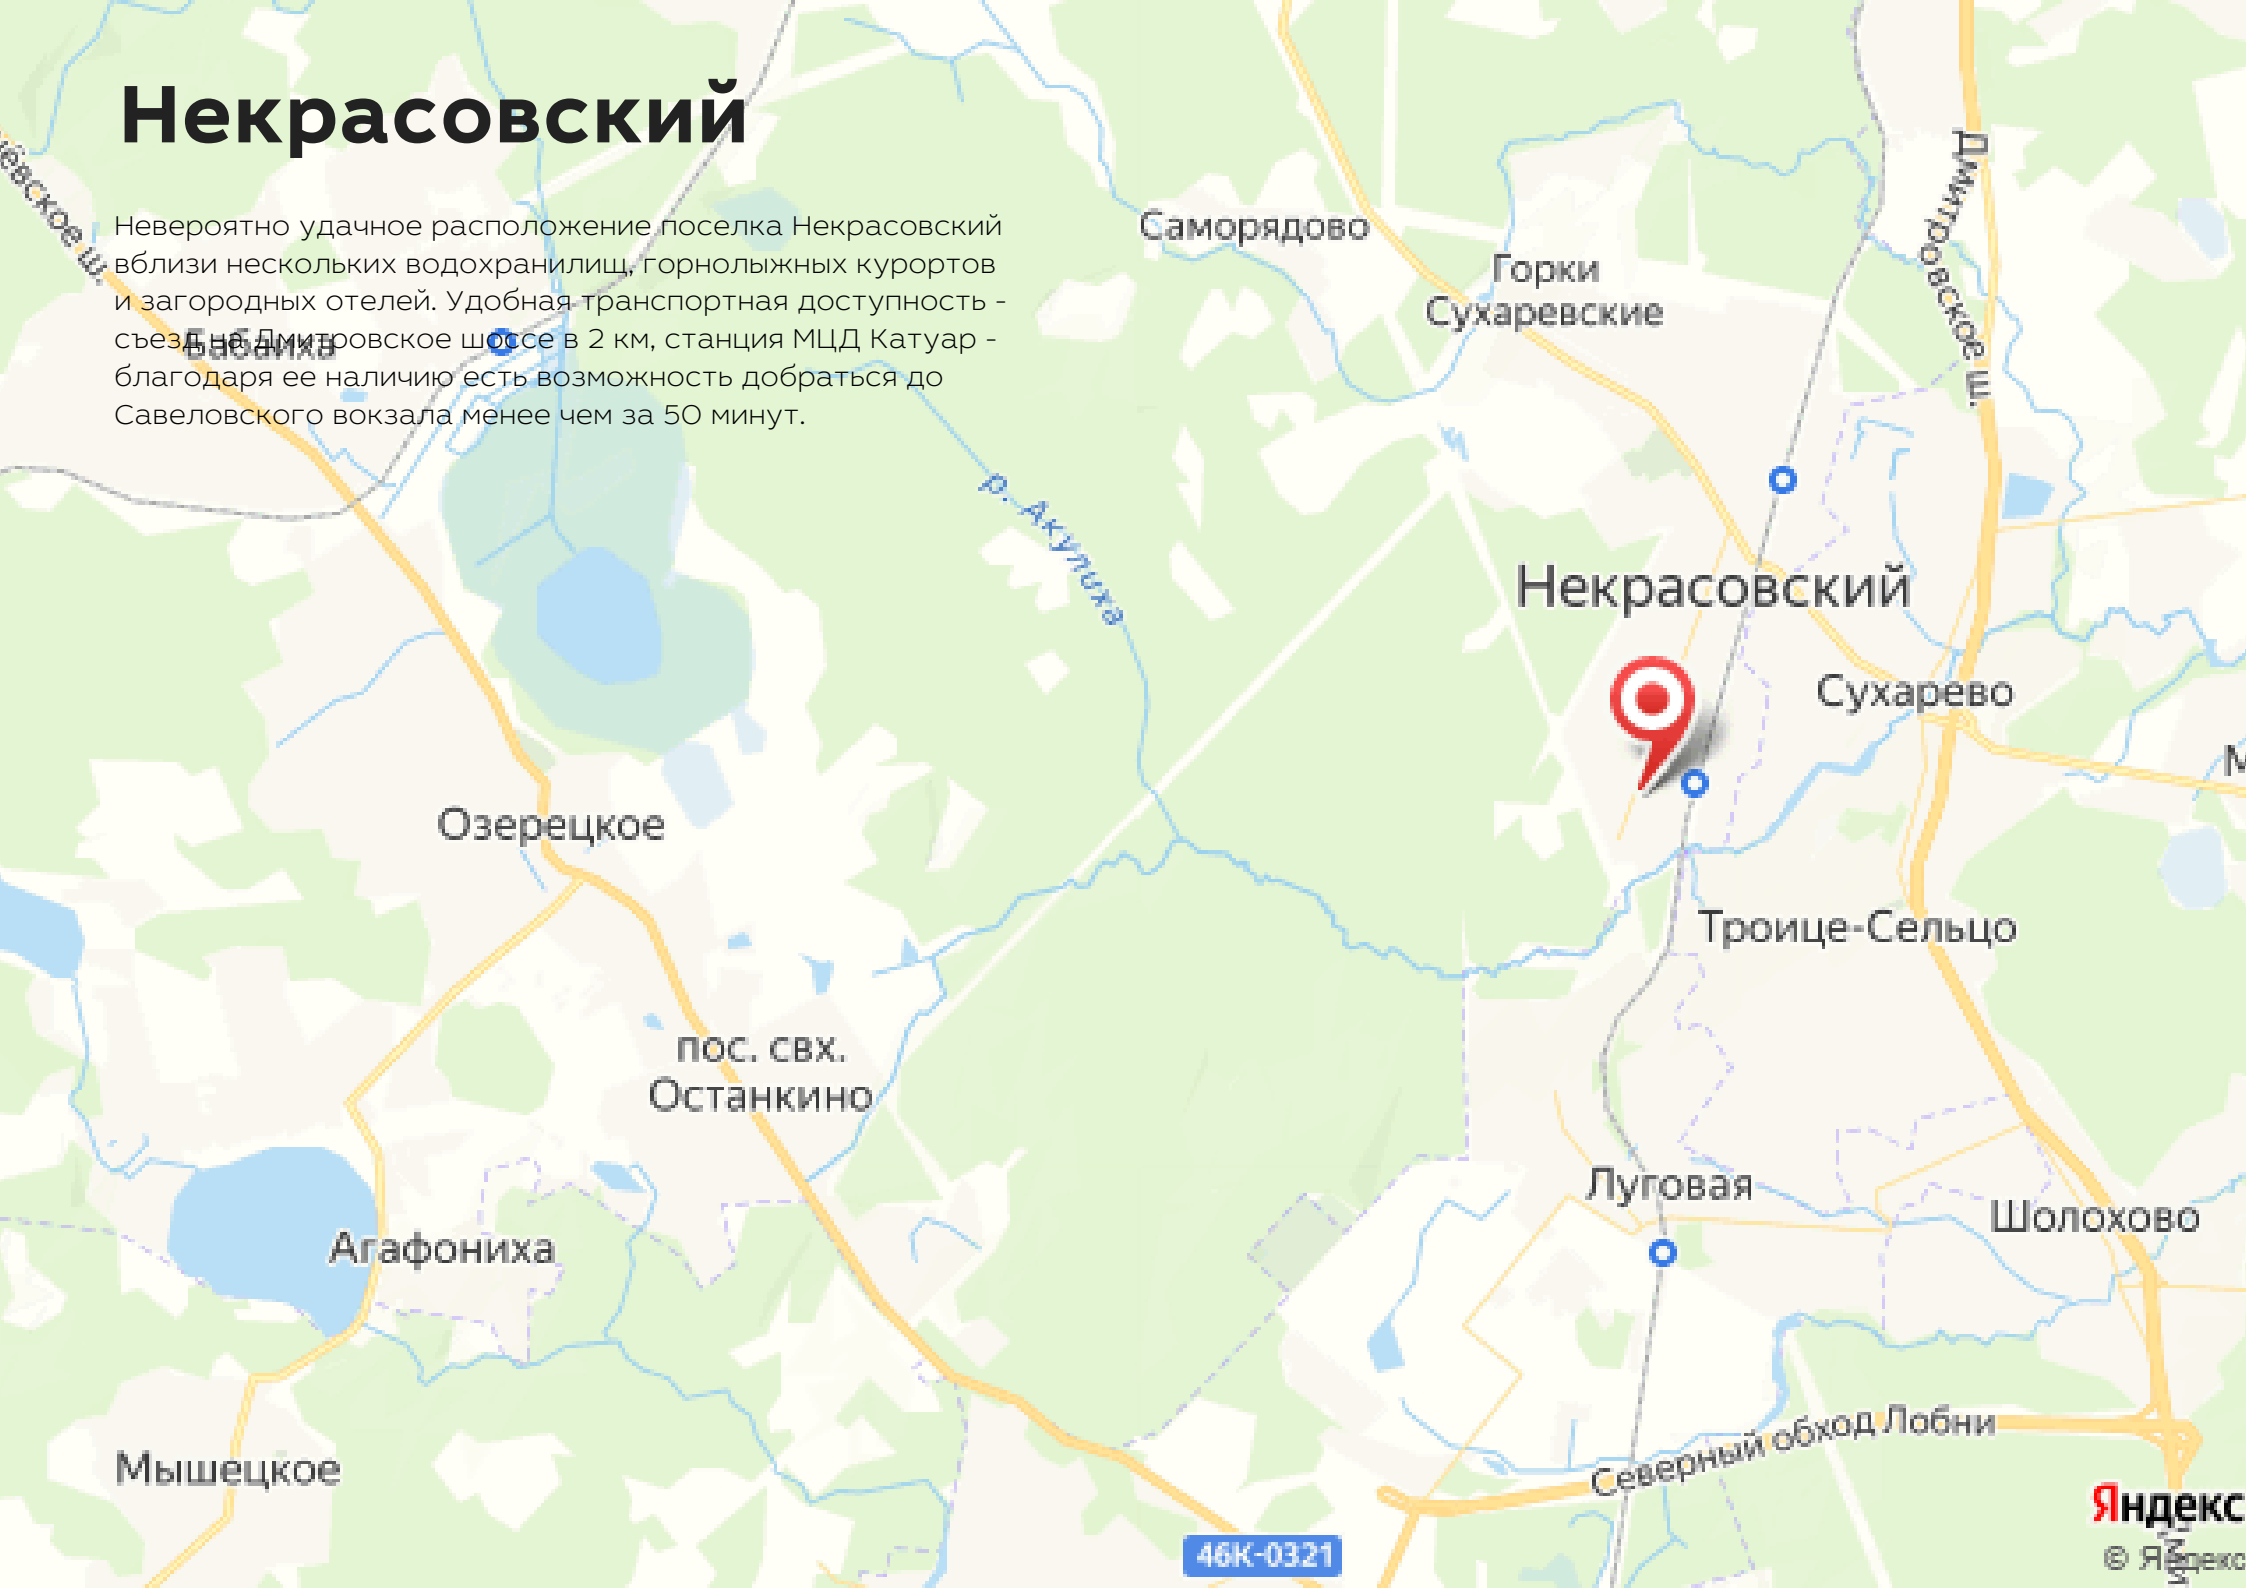 Некрасовский
Невероятно удачное расположение поселка Некрасовский
вблизи нескольких водохранилищ, горнолыжных курортов
и загородных отелей. Удобная транспортная доступность -
съезд на Дмитровское шоссе в 2 км, станция МЦД Катуар -
благодаря ее наличию есть возможность добраться до
Савеловского вокзала менее чем за 50 минут.
Бабаиха
Саморядово
Горки
Сухаревские
Дмитровское ш.
р. Акулиха
Некрасовский
Сухарево
Озерецкое
Троице-Сельцо
пос. свх.
Останкино
Луговая
Шолохово
Агафониха
Мышецкое
Северный обход Лобни
46К-0321
Яндекс
© Яндекс